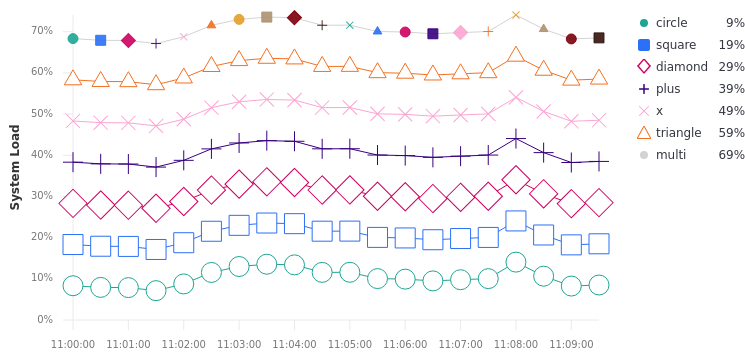 System Load
70%
60%
50%
40%
30%
20%
10%
0%
11:00:00 11:01:00 11:02:00 11:03:00 11:04:00 11:05:00 11:06:00 11:07:00 11:08:00 11:09:00
circle 9%
square 19%
diamond 29%
plus 39%
x 49%
triangle 59%
multi 69%